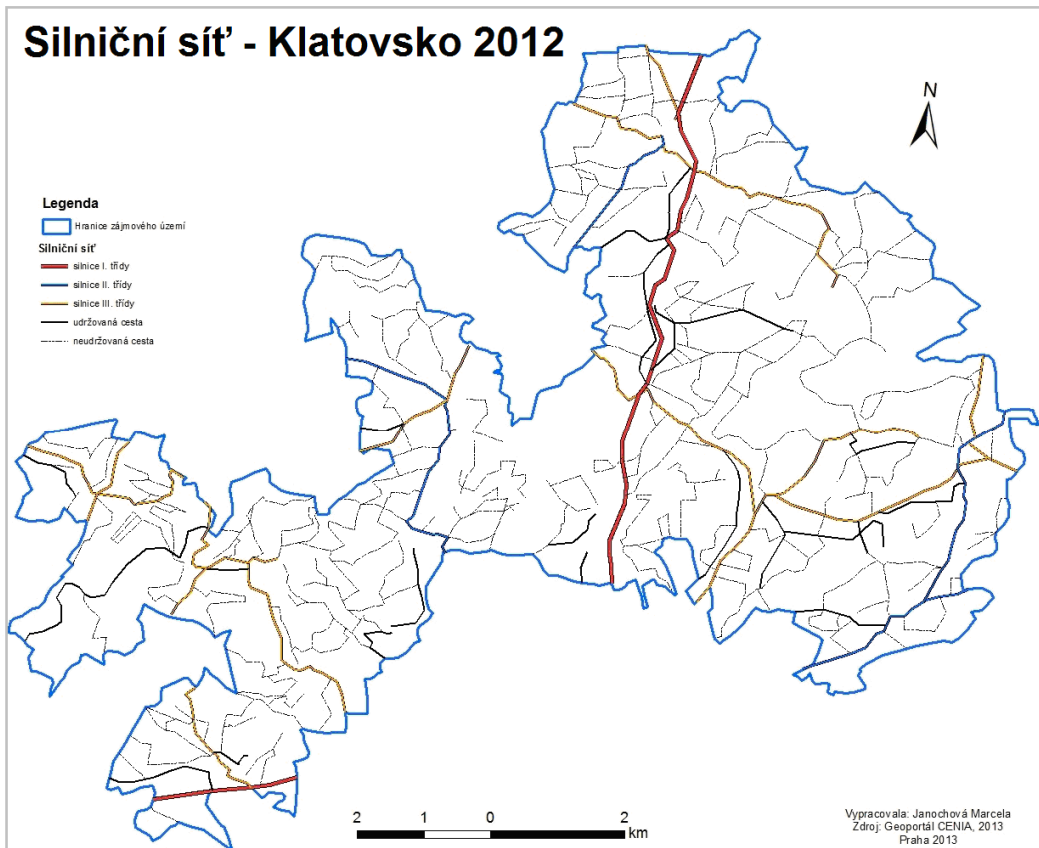 Silniční síť - Klatovsko 2012
N
Legenda
Hranice zájmového území
Silniční síť
silnice I. třídy
silnice II. třídy
silnice III. třídy
udržovaná cesta
neudržovaná cesta
2 1 0 2
km
Vypracovala: Janochová Marcela
Zdroj: Geoportál CENIA, 2013
Praha 2013